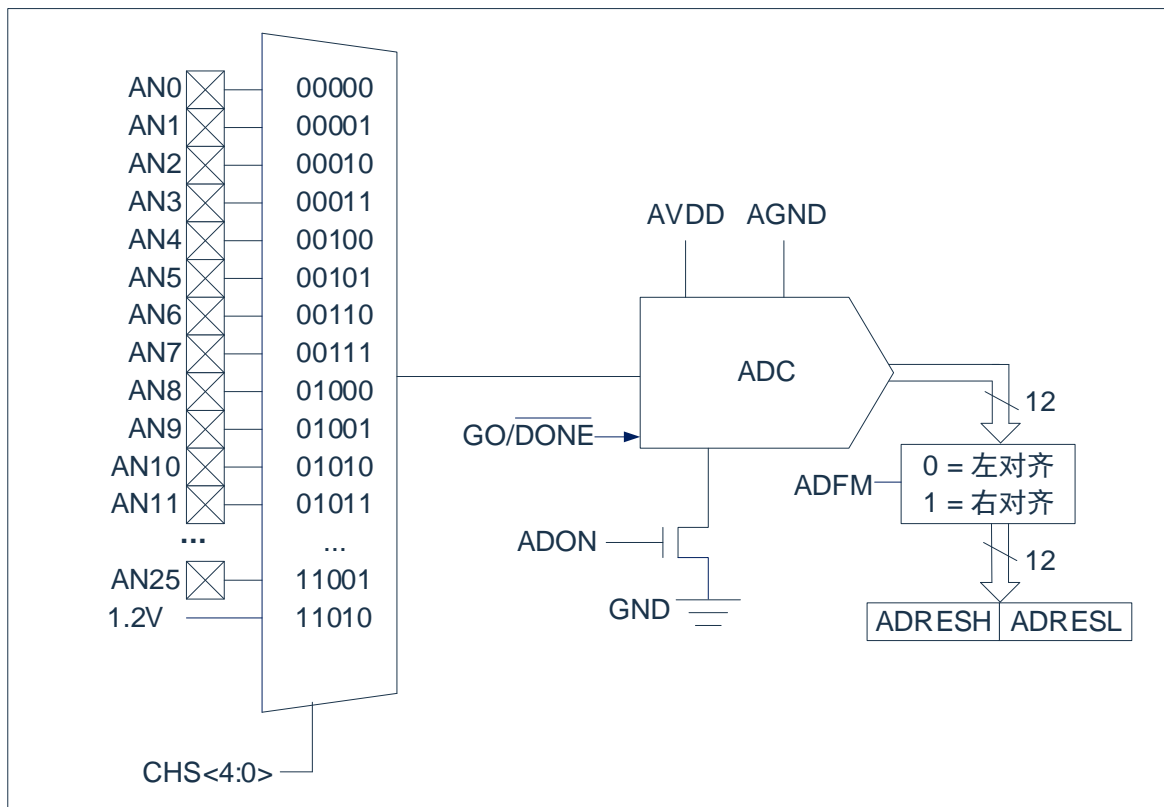 AN0 00000
AN1 00001
AN2 00010
AN3 00011
AN4 00100
AN5 00101
AN6 00110
AN7 00111
AN8 01000
AN9 01001
AN10 01010
AN11 01011
... ...
AN25 11001
1.2V 11010
CHS<4:0>
AVDD AGND
ADC
GO/DONE
12
ADFM
0 = 左对齐
1 = 右对齐
ADON
12
GND
ADRESH ADRESL